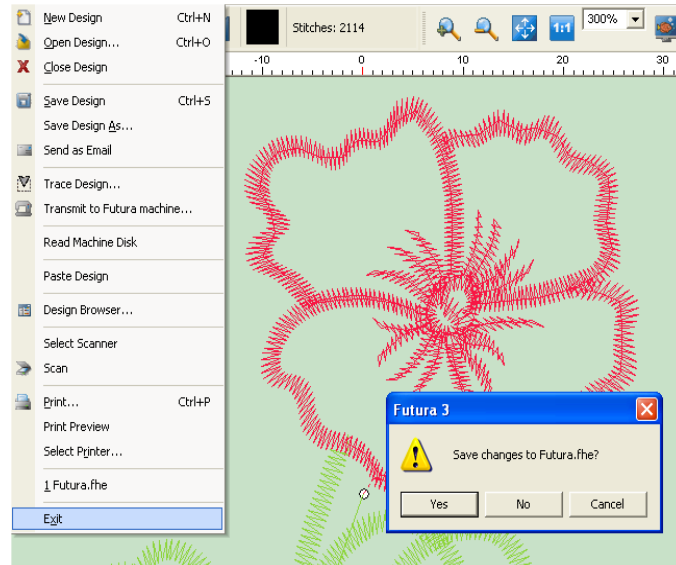 New Design Ctrl+N
Open Design... Ctrl+O
Close Design
Save Design Ctrl+S
Save Design As...
Send as Email
Trace Design...
Transmit to Futura machine...
Read Machine Disk
Paste Design
Design Browser...
Select Scanner
Scan
Print... Ctrl+P
Print Preview
Select Printer...
1 Futura.fhe
Exit
Stitches: 2114
1:1
300%
-10 0 10 20 30
Futura 3
Save changes to Futura.fhe?
Yes No Cancel